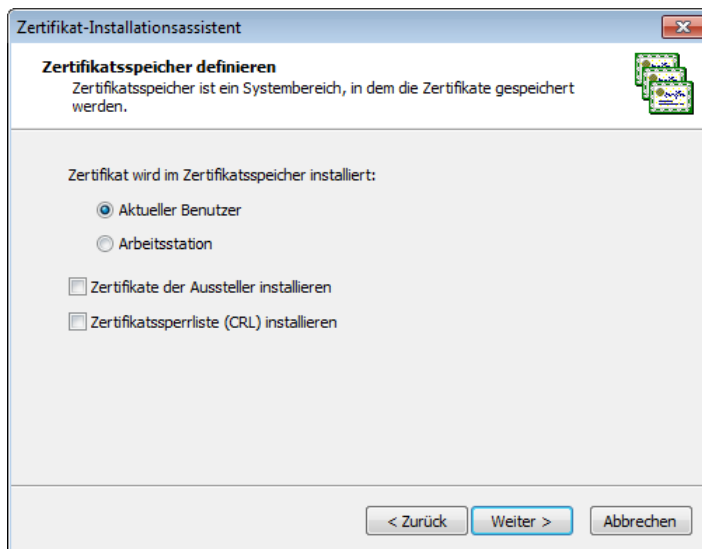 Zertifikat-Installationsassistent
Zertifikatsspeicher definieren
Zertifikatsspeicher ist ein Systembereich, in dem die Zertifikate gespeichert
werden.
Zertifikat wird im Zertifikatsspeicher installiert:
Aktueller Benutzer
Arbeitsstation
Zertifikate der Aussteller installieren
Zertifikatssperrliste (CRL) installieren
< Zurück
Weiter >
Abbrechen